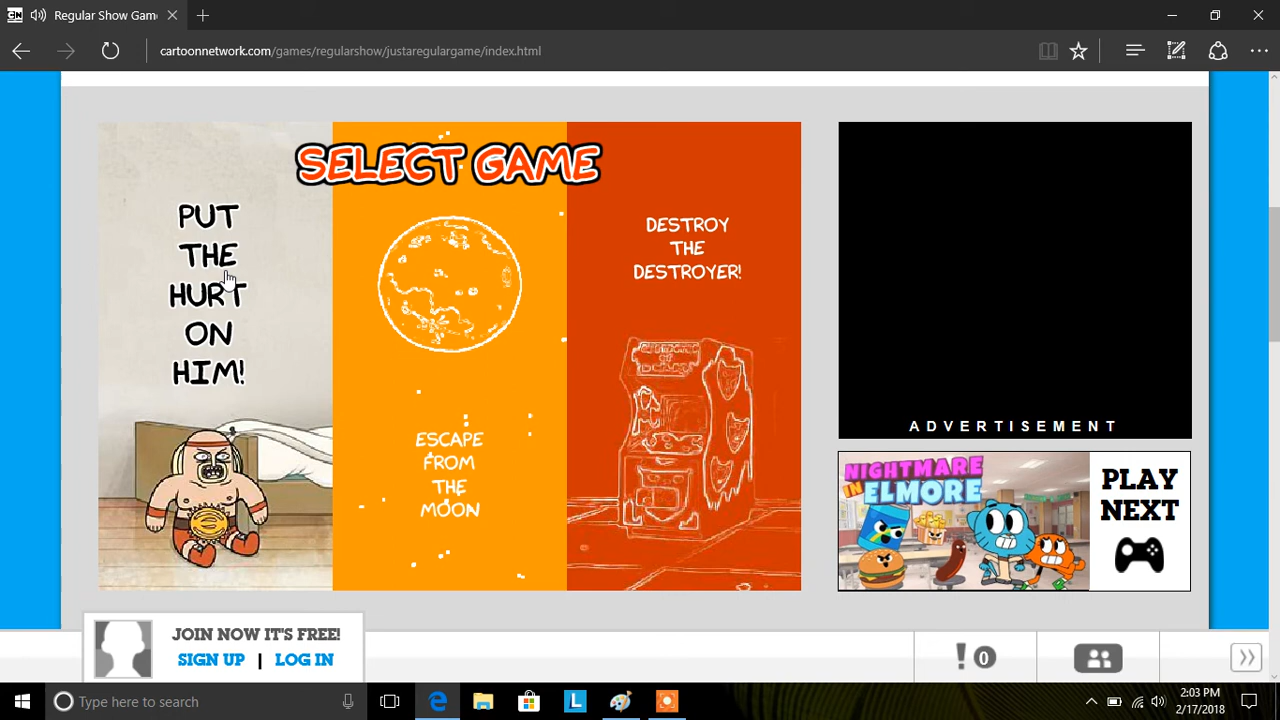 Regular Show Gam
cartoonnetwork.com/games/regularshow/justaregulargame/index.html
SELECT GAME
PUT
THE
HURT
ON
HIM!
ESCAPE
FROM
THE
MOON
DESTROY
THE
DESTROYER!
ADVERTISEMENT
NIGHTMARE
IN ELMORE
PLAY
NEXT
JOIN NOW IT'S FREE!
SIGN UP | LOG IN
0
Type here to search
2:03 PM
2/17/2018